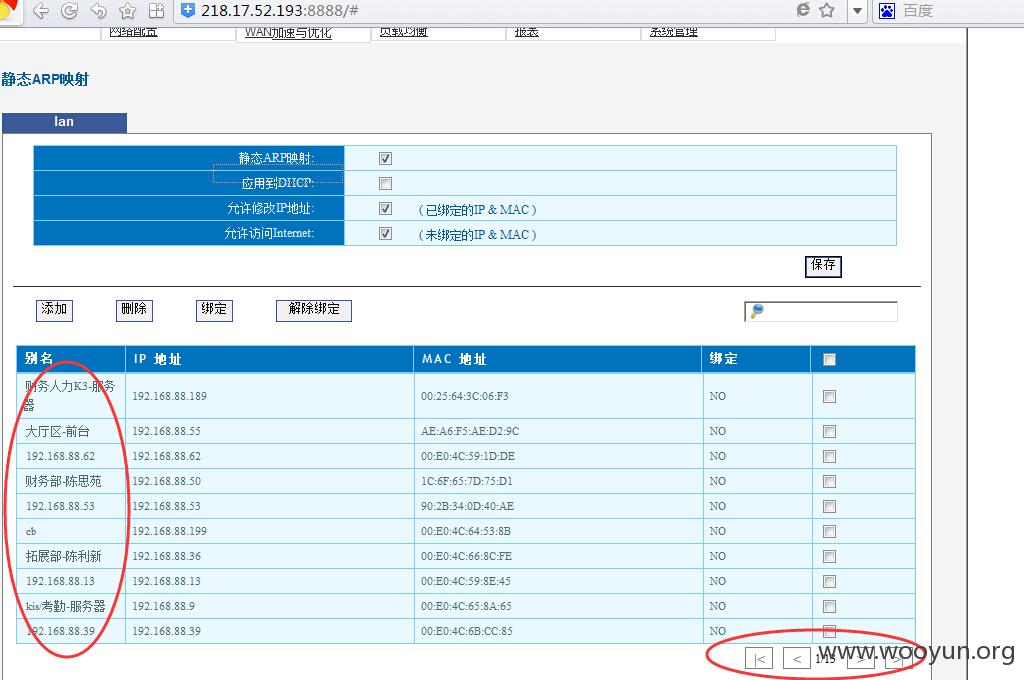 218.17.52.193:8888/#
百度
网络配置 WAN加速与优化 负载均衡 报表 系统管理
静态ARP映射
lan
静态ARP映射:
应用到DHCP:
允许修改IP地址: (已绑定的IP & MAC)
允许访问Internet: (未绑定的IP & MAC)
保存
添加 删除 绑定 解除绑定
别名 IP 地址 MAC 地址 绑定
财务人力K3-服务
器 192.168.88.189 00:25:64:3C:06:F3 NO
大厅区-前台 192.168.88.55 AE:A6:F5:AE:D2:9C NO
192.168.88.62 192.168.88.62 00:E0:4C:59:1D:DE NO
财务部-陈思苑 192.168.88.50 1C:6F:65:7D:75:D1 NO
192.168.88.53 192.168.88.53 90:2B:34:0D:40:AE NO
cb 192.168.88.199 00:E0:4C:64:53:8B NO
拓展部-陈利新 192.168.88.36 00:E0:4C:66:8C:FE NO
192.168.88.13 192.168.88.13 00:E0:4C:59:8E:45 NO
kis/考勤-服务器 192.168.88.9 00:E0:4C:65:8A:65 NO
192.168.88.39 192.168.88.39 00:E0:4C:6B:CC:85 NO
|< < 1/13 > >|
www.wooyun.org